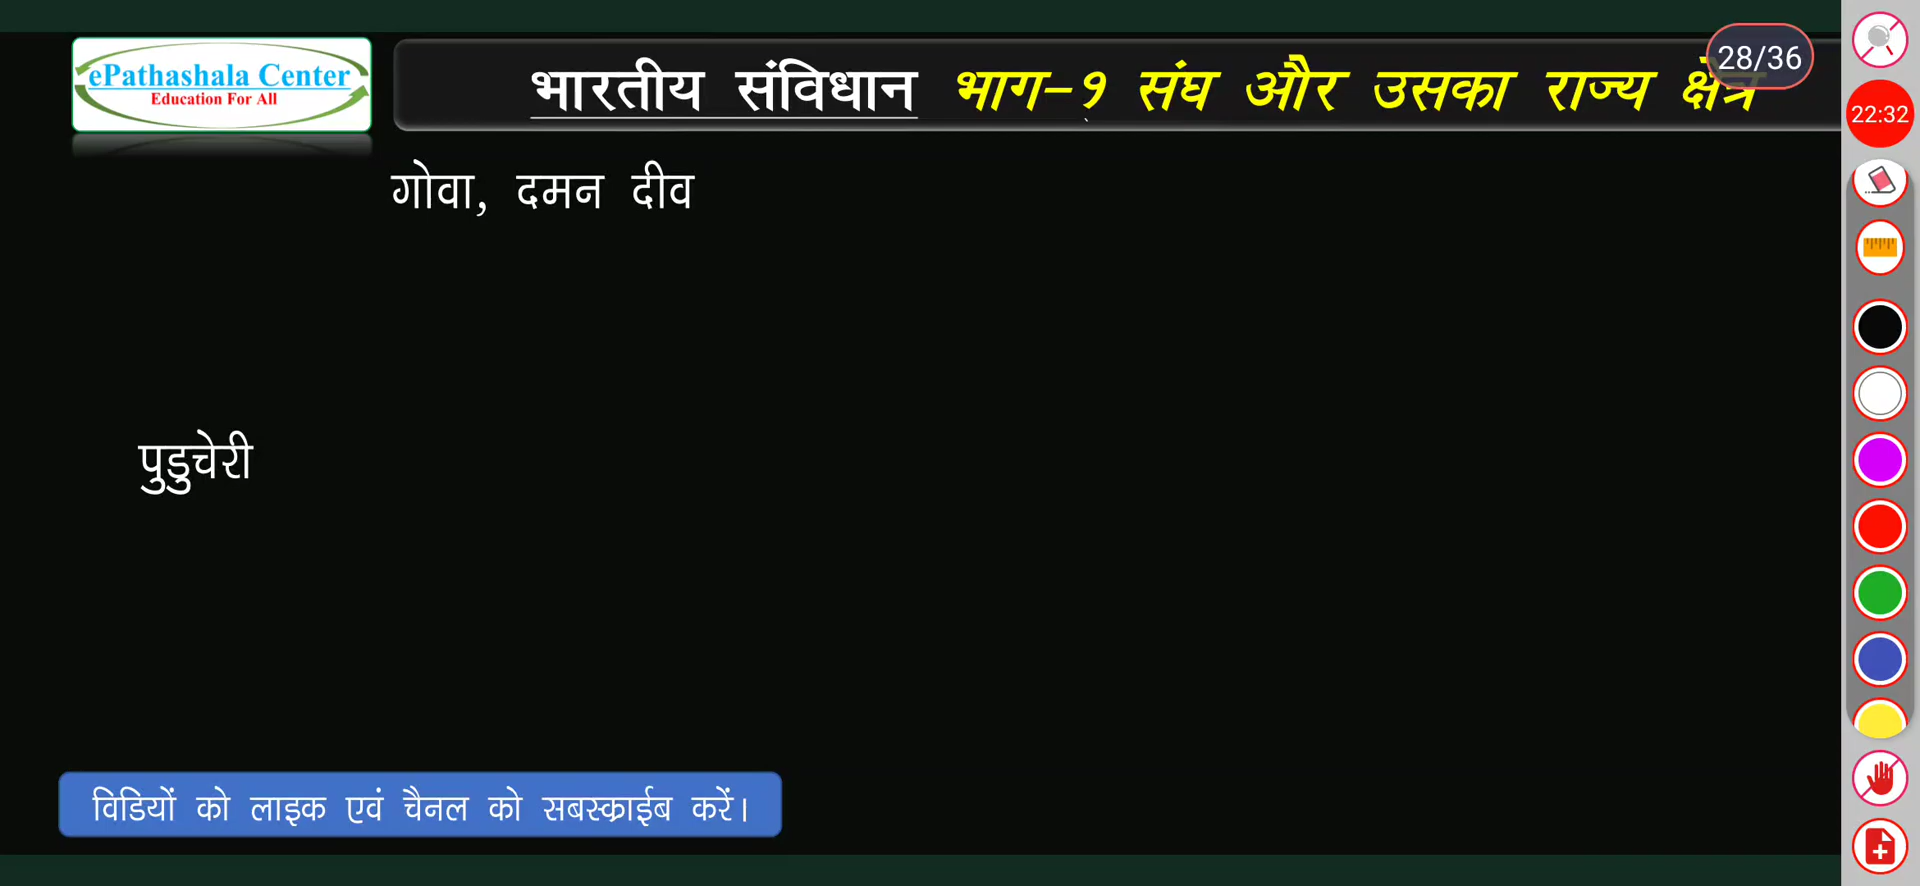 ePathashala Center
Education For All
भारतीय संविधान भाग-१ संघ और उसका राज्य क्षेत्र
28/36
22:32
गोवा, दमन दीव
पुडुचेरी
विडियों को लाइक एवं चैनल को सबस्क्राईब करें।